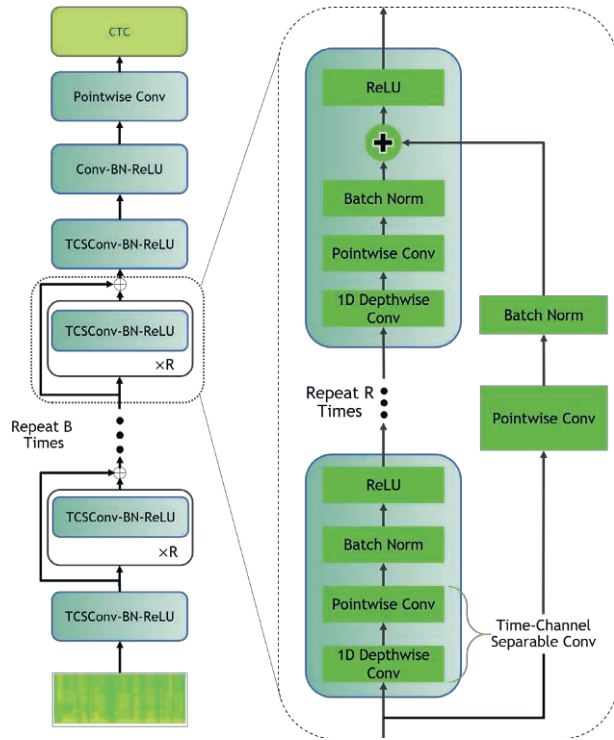 CTC
Pointwise Conv
Conv-BN-ReLU
TCSConv-BN-ReLU
TCSConv-BN-ReLU
×R
Repeat B
Times
TCSConv-BN-ReLU
×R
TCSConv-BN-ReLU
ReLU
Batch Norm
Pointwise Conv
1D Depthwise
Conv
Batch Norm
Pointwise Conv
Repeat R
Times
ReLU
Batch Norm
Pointwise Conv
1D Depthwise
Conv
Time-Channel
Separable Conv